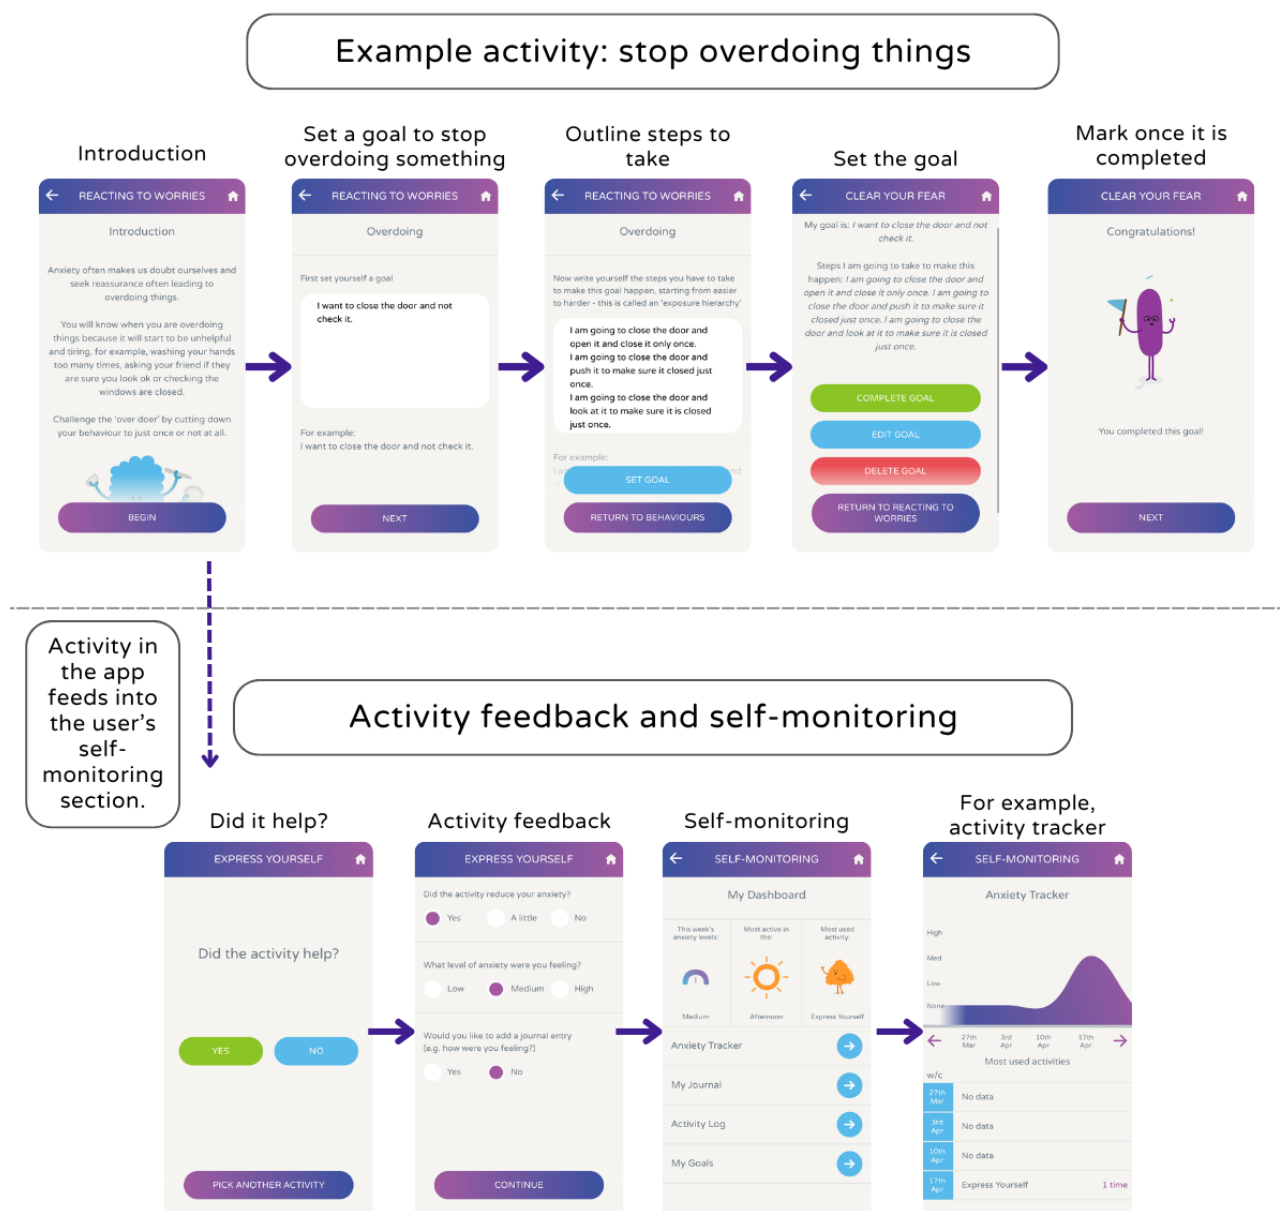 Example activity: stop overdoing things
Introduction
REACTING TO WORRIES
Introduction
Anxiety often makes us doubt ourselves and
seek reassurance often leading to
overdoing things.
You will know when you are overdoing
things because it will start to be unhelpful
and tiring, for example, washing your hands
too many times, asking your friend if they
are sure you look ok or checking the
windows are closed.
Challenge the 'over doer' by cutting down
your behaviour to just once or not at all.
BEGIN
Set a goal to stop
overdoing something
REACTING TO WORRIES
Overdoing
First set yourself a goal
I want to close the door and not
check it.
For example:
I want to close the door and not check it.
NEXT
Outline steps to
take
REACTING TO WORRIES
Overdoing
Now write yourself the steps you have to take
to make this goal happen, starting from easier
to harder - this is called an 'exposure hierarchy'
I am going to close the door and
open it and close it only once.
I am going to close the door and
push it to make sure it closed just
once.
I am going to close the door and
look at it to make sure it is closed
just once.
For example:
SET GOAL
RETURN TO BEHAVIOURS
Set the goal
CLEAR YOUR FEAR
My goal is: I want to close the door and not
check it.
Steps I am going to take to make this
happen: I am going to close the door and
open it and close it only once. I am going to
close the door and push it to make sure it
closed just once. I am going to close the
door and look at it to make sure it is closed
just once.
COMPLETE GOAL
EDIT GOAL
DELETE GOAL
RETURN TO REACTING TO
WORRIES
Mark once it is
completed
CLEAR YOUR FEAR
Congratulations!
You completed this goal!
NEXT
Activity in
the app
feeds into
the user's
self-
monitoring
section.
Activity feedback and self-monitoring
Did it help?
EXPRESS YOURSELF
Did the activity help?
YES
NO
PICK ANOTHER ACTIVITY
Activity feedback
EXPRESS YOURSELF
Did the activity reduce your anxiety?
Yes
A little
No
What level of anxiety were you feeling?
Low
Medium
High
Would you like to add a journal entry
(e.g. how were you feeling?)
Yes
No
CONTINUE
Self-monitoring
SELF-MONITORING
My Dashboard
This week's
anxiety levels:
Medium
Most active in
the:
Afternoon
Most used
activity:
Express Yourself
Anxiety Tracker
My Journal
Activity Log
My Goals
For example,
activity tracker
SELF-MONITORING
Anxiety Tracker
High
Med
Low
None
27th
Mar
3rd
Apr
10th
Apr
17th
Apr
Most used activities
w/c
27th
Mar
No data
3rd
Apr
No data
10th
Apr
No data
17th
Apr
Express Yourself
1 time